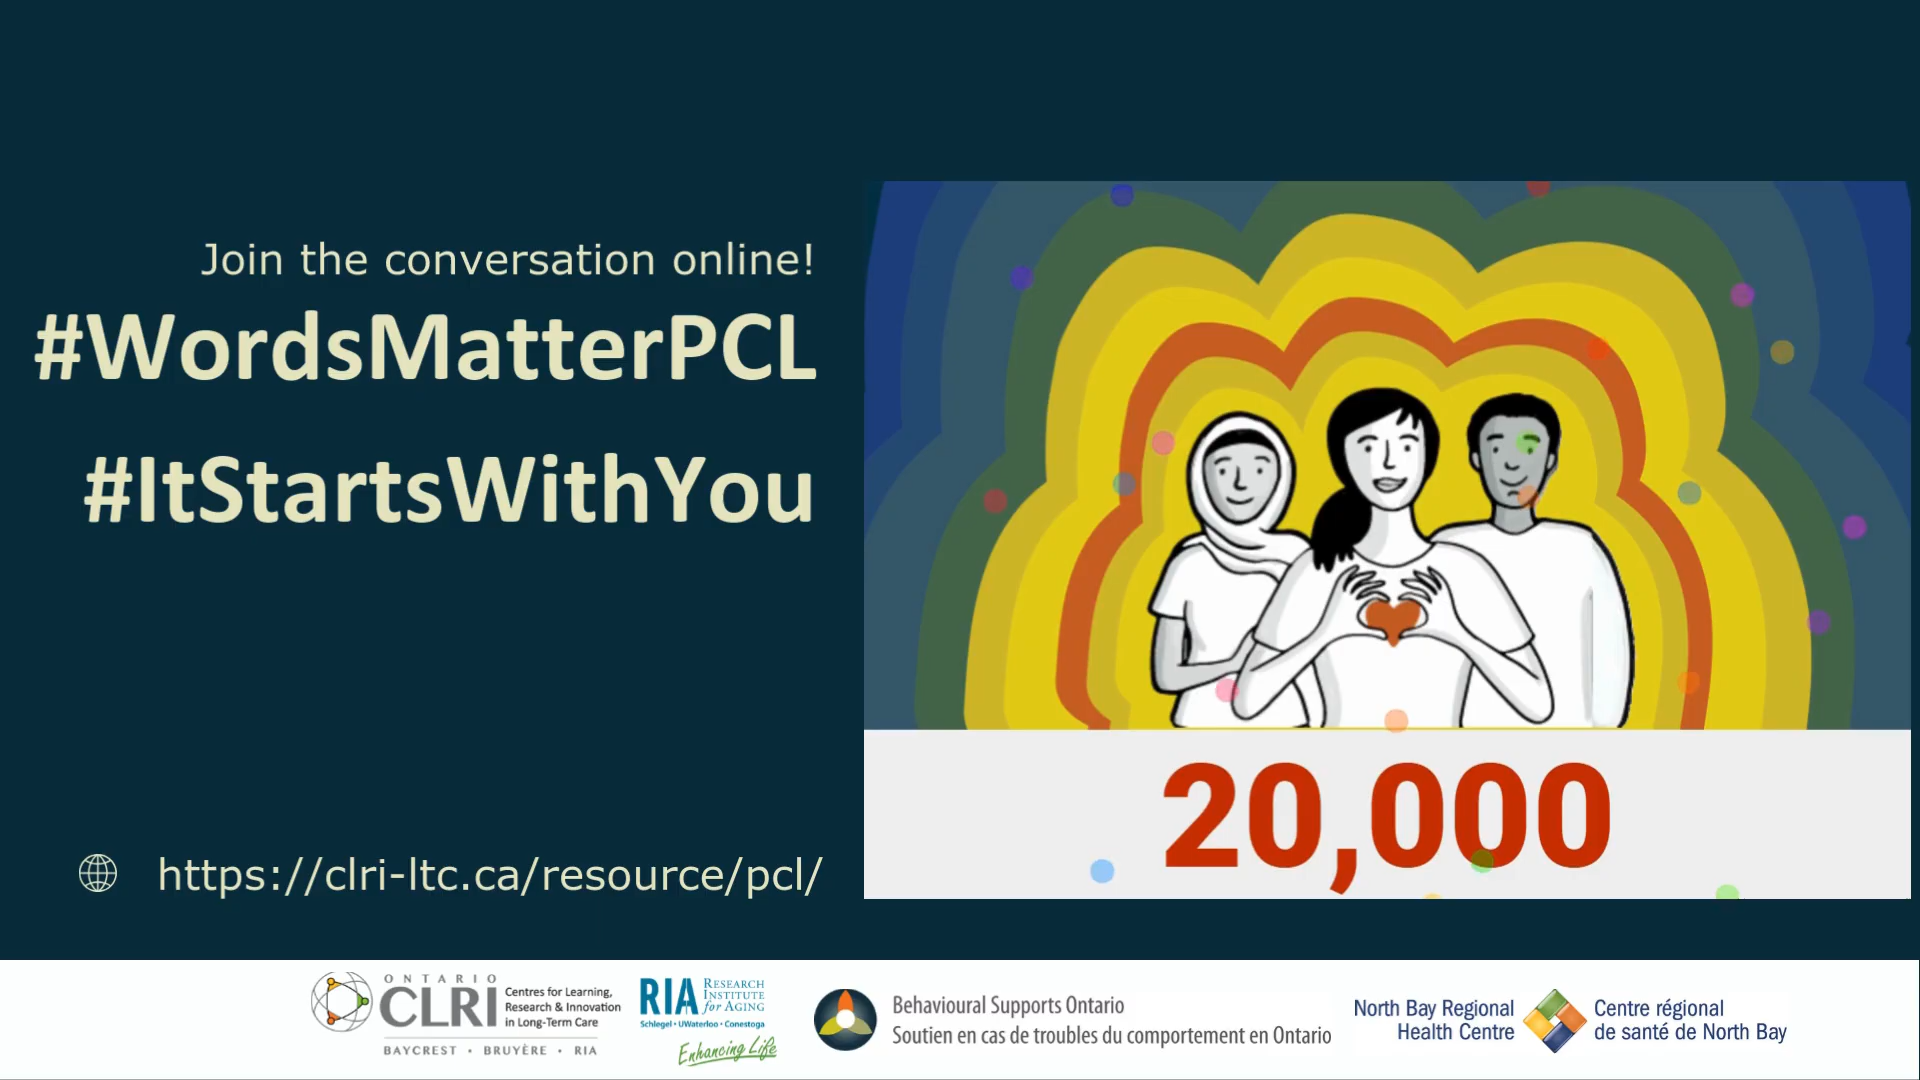 Join the conversation online!
#WordsMatterPCL
#ItStartsWithYou
https://clri-ltc.ca/resource/pcl/
20,000
ONTARIO
CLRI
Centres for Learning,
Research & Innovation
in Long-Term Care
BAYCREST • BRUYÈRE • RIA
RIA
RESEARCH
INSTITUTE
for AGING
Schlegel • UWaterloo • Conestoga
Enhancing Life
Behavioural Supports Ontario
Soutien en cas de troubles du comportement en Ontario
North Bay Regional
Health Centre
Centre régional
de santé de North Bay